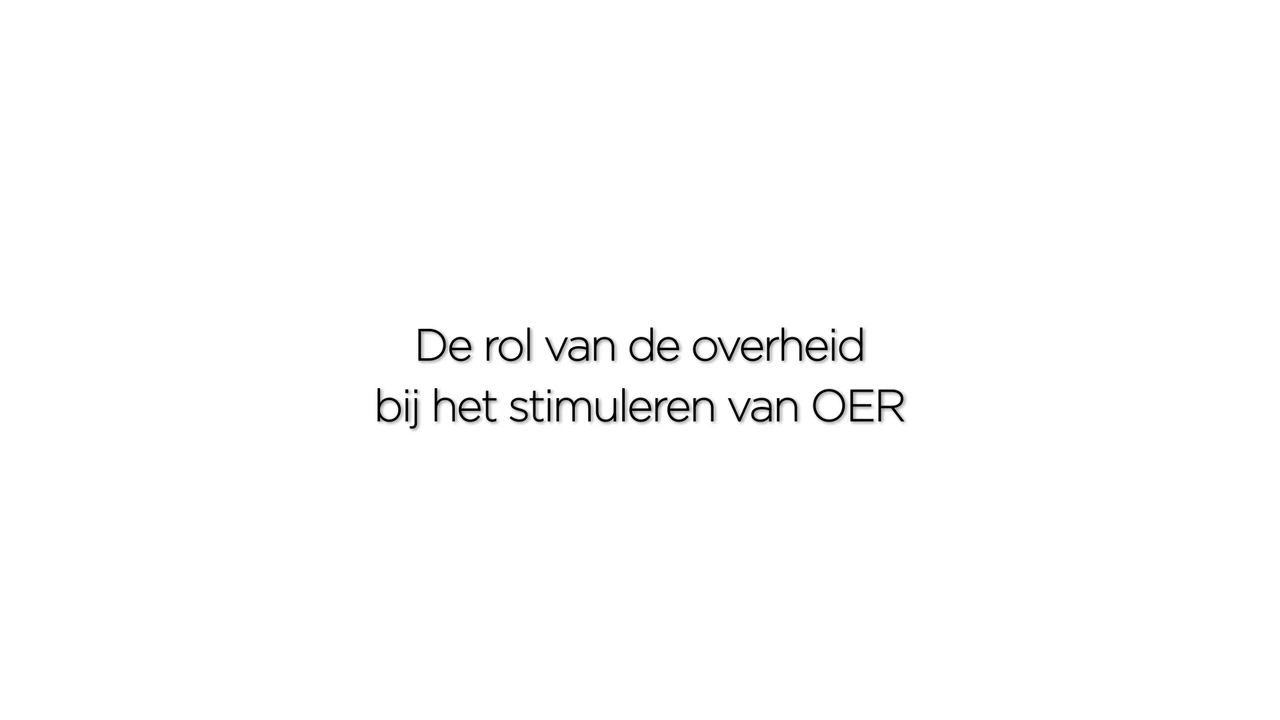 De rol van de overheid
bij het stimuleren van OER